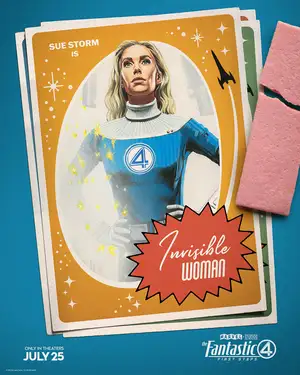 SUE STORM
IS
4
Invisible
WOMAN
ONLY IN THEATERS
JULY 25
MARVEL STUDIOS
the Fantastic 4
FIRST STEPS